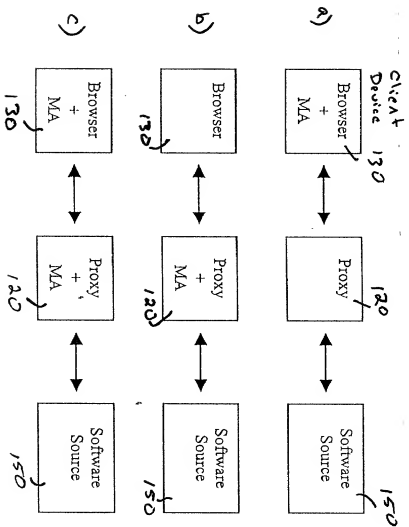 Client
Device
a)
Browser
+
MA
130
Proxy
120
Software
Source
150
b)
Browser
130
Proxy
+
MA
120
Software
Source
150
c)
Browser
+
MA
130
Proxy
+
MA
120
Software
Source
150